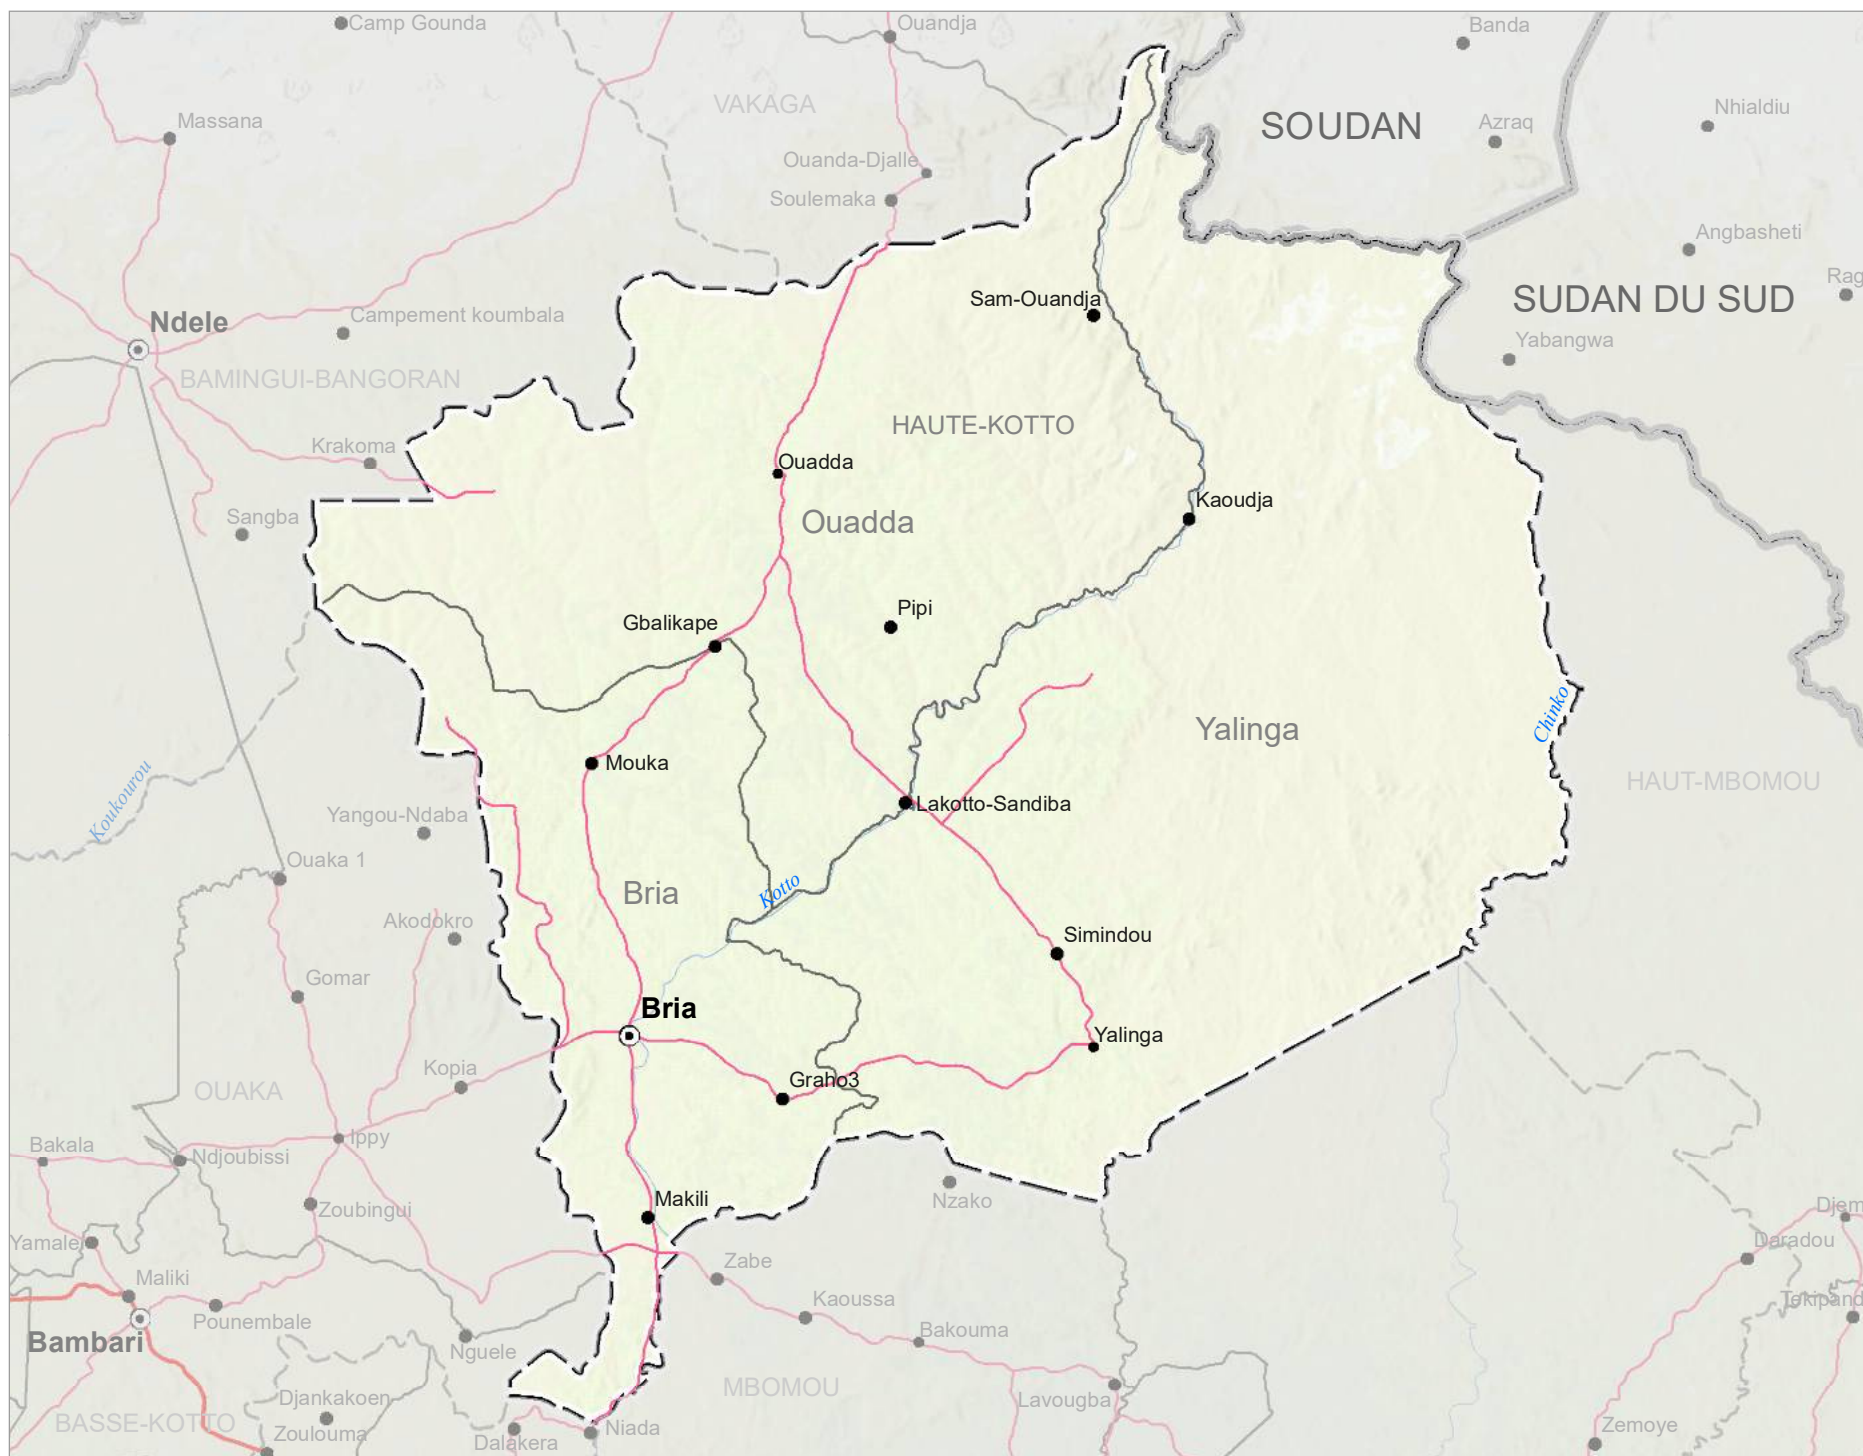 Camp Gounda
Ouandja
Banda
VAKAGA
Massana
SOUDAN
Azraq
Nhialdiu
Ouanda-Djalle
Soulemaka
Angbasheti
Rag
Sam-Ouandja
SUDAN DU SUD
Ndele
Campement koumbala
Yabangwa
BAMINGUI-BANGORAN
HAUTE-KOTTO
Krakoma
Ouadda
Kaoudja
Sangba
Ouadda
Pipi
Gbalikape
Chinko
Yalinga
Mouka
HAUT-MBOMOU
Koukourou
Lakotto-Sandiba
Yangou-Ndaba
Ouaka 1
Bria
Kotto
Akodokro
Simindou
Gomar
Bria
Yalinga
Kopia
Graho3
OUAKA
Ippy
Bakala
Ndjoubissi
Makili
Nzako
Zoubingui
Djem
Yamale
Daradou
Zabe
Maliki
Kaoussa
Tekipand
Pounembale
Bambari
Bakouma
Nguele
MBOMOU
Djankakoen
Lavougba
BASSE-KOTTO
Zoulouma
Niada
Zemoye
Dalakera